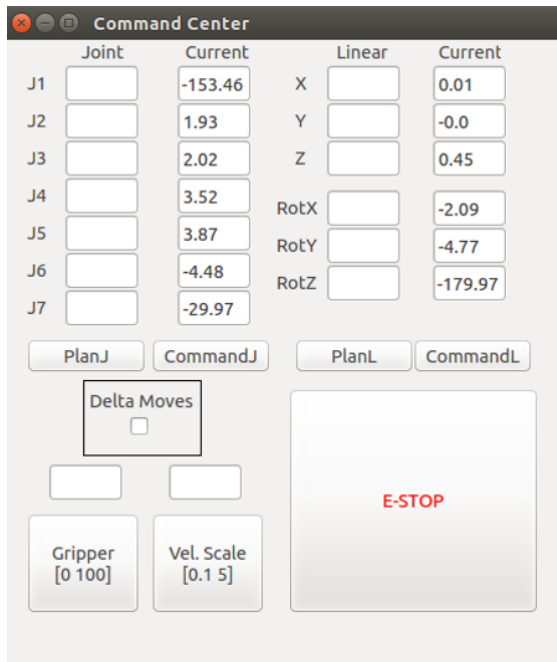 Command Center
Joint Current Linear Current
J1 -153.46 X 0.01
J2 1.93 Y -0.0
J3 2.02 Z 0.45
J4 3.52 RotX -2.09
J5 3.87 RotY -4.77
J6 -4.48 RotZ -179.97
J7 -29.97
PlanJ CommandJ PlanL CommandL
Delta Moves
E-STOP
Gripper Vel. Scale
[0 100] [0.1 5]